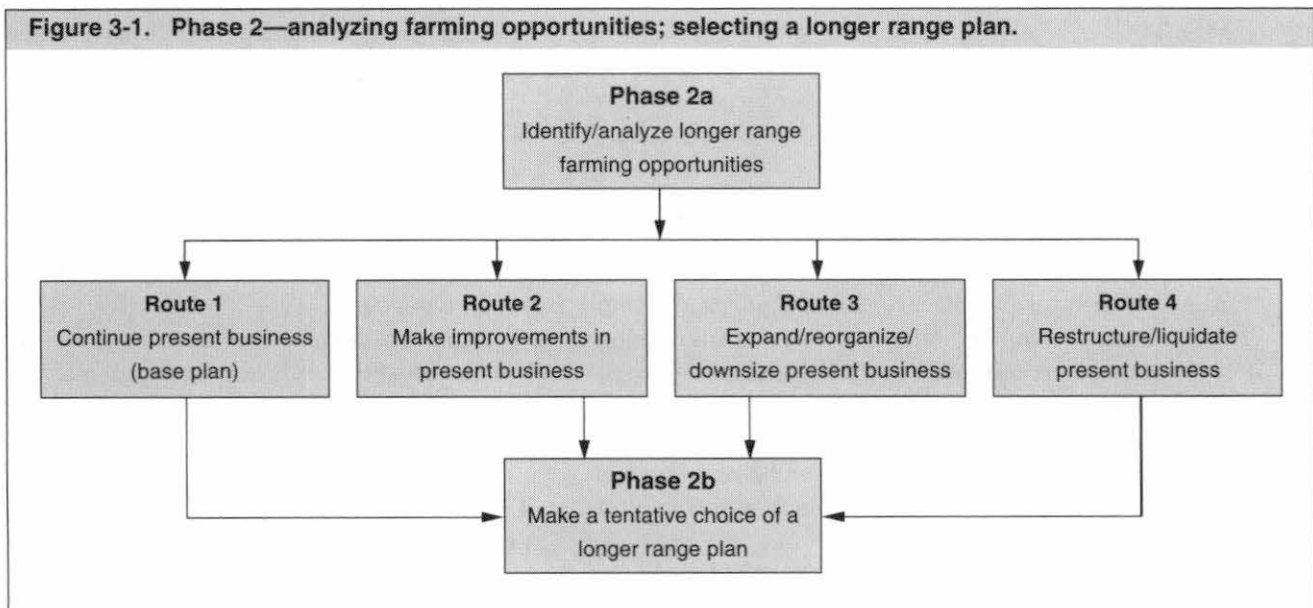 Figure 3-1. Phase 2—analyzing farming opportunities; selecting a longer range plan.
Phase 2a
Identify/analyze longer range
farming opportunities
Route 1
Continue present business
(base plan)
Route 2
Make improvements in
present business
Route 3
Expand/reorganize/
downsize present business
Route 4
Restructure/liquidate
present business
Phase 2b
Make a tentative choice of a
longer range plan